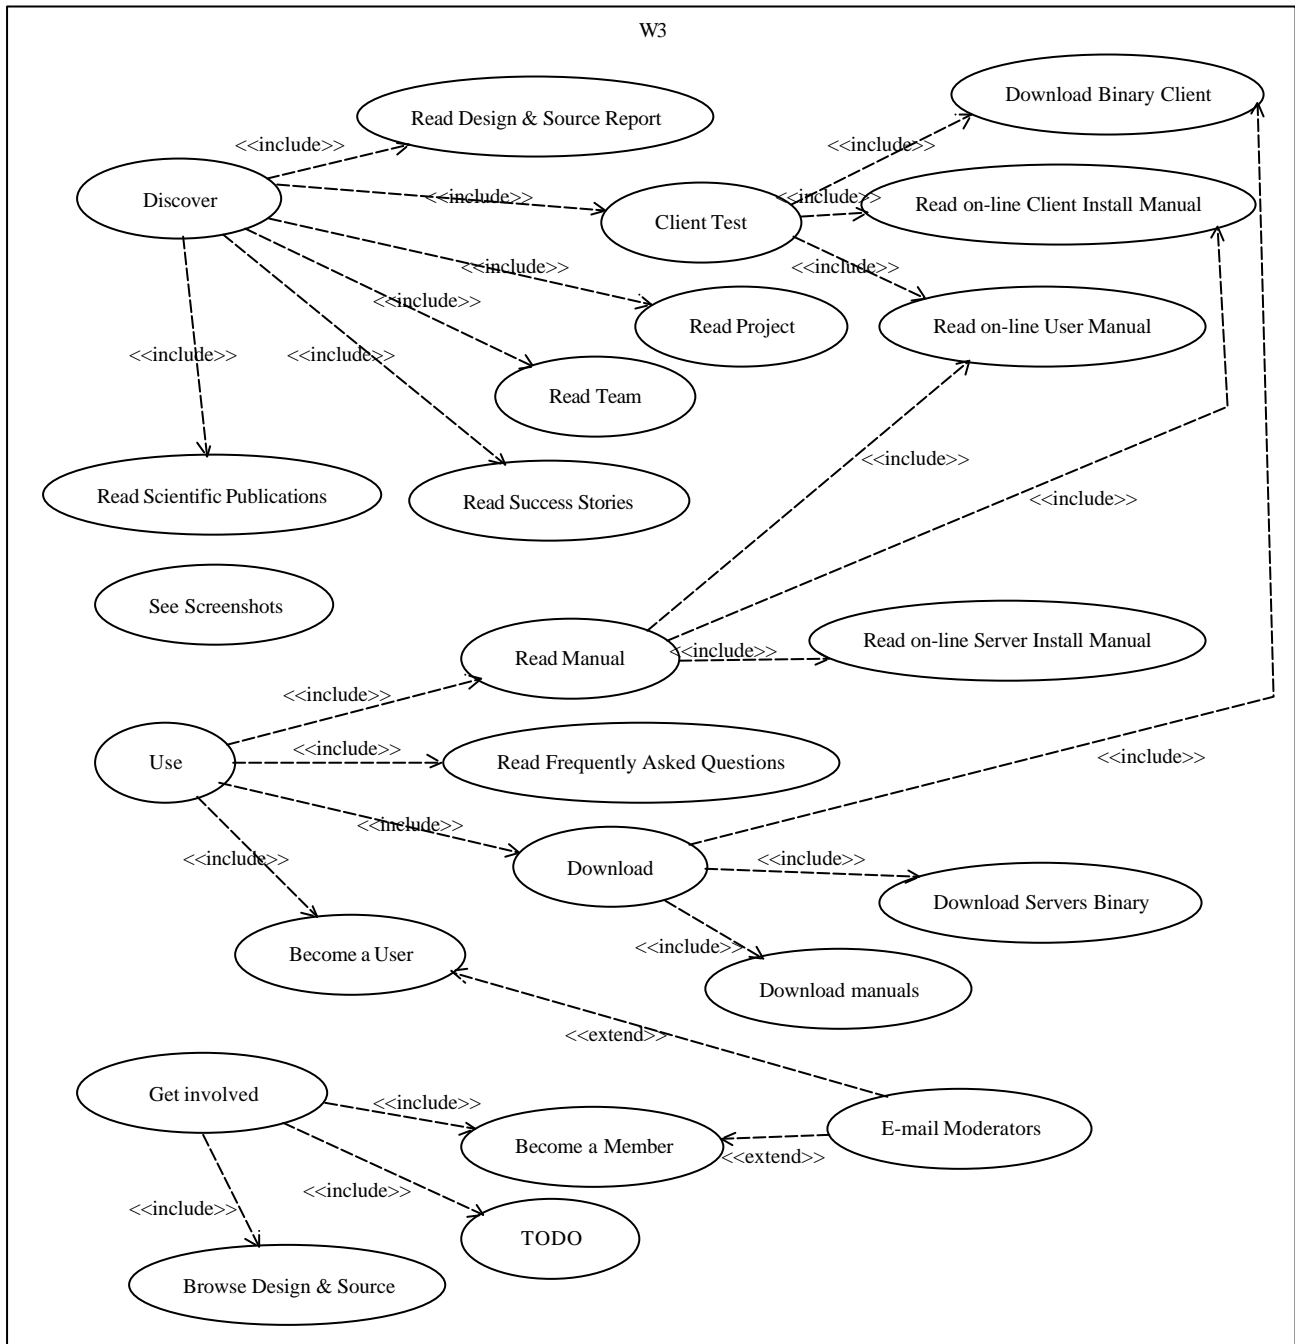 W3
Download Binary Client
Read Design & Source Report
<<include>>
<<include>>
Discover
<<include>>
Client Test
<<include>>
Read on-line Client Install Manual
<<include>>
<<include>>
<<include>>
Read Project
Read on-line User Manual
<<include>>
<<include>>
Read Team
Read Scientific Publications
Read Success Stories
<<include>>
<<include>>
See Screenshots
Read Manual
<<include>>
Read on-line Server Install Manual
<<include>>
Use
<<include>>
Read Frequently Asked Questions
<<include>>
<<include>>
<<include>>
Download
<<include>>
Download Servers Binary
Become a User
<<include>>
Download manuals
<<extend>>
Get involved
<<include>>
Become a Member
<<extend>>
E-mail Moderators
<<include>>
<<include>>
TODO
Browse Design & Source